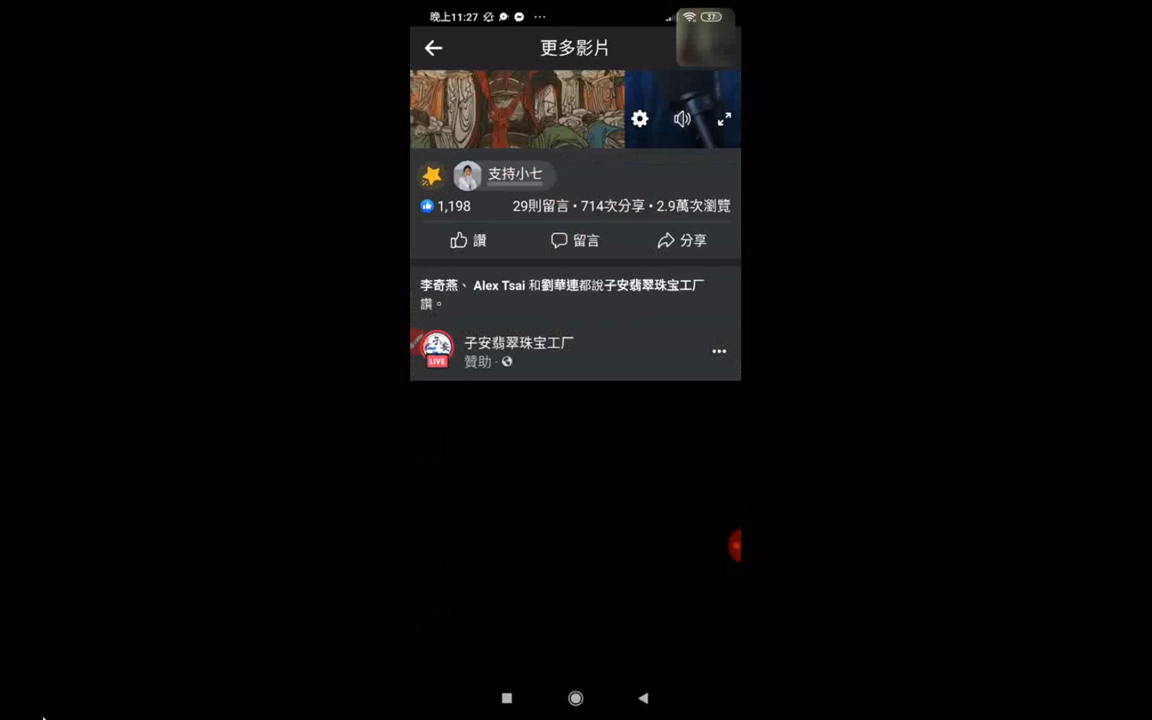 晚上11:27
37
更多影片
支持小七
1,198
29則留言 • 714次分享 • 2.9萬次瀏覽
讚
留言
分享
李奇燕、 Alex Tsai 和劉華連都說子安翡翠珠宝工厂
讚。
子安翡翠珠宝工厂
LIVE
贊助 ·